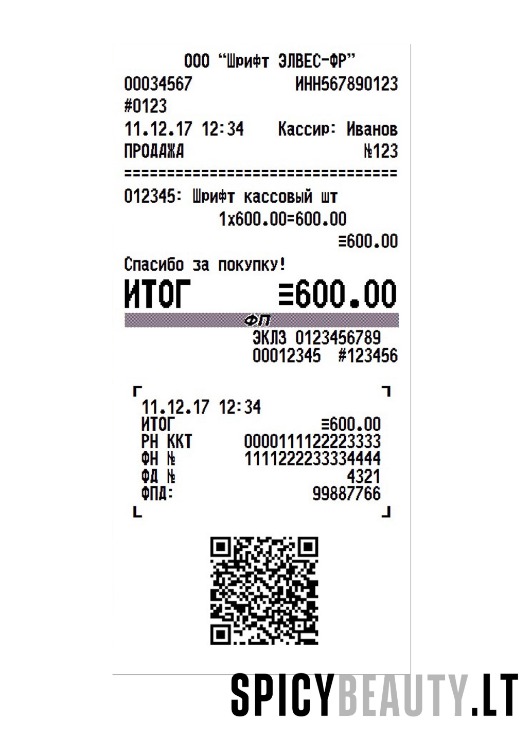 ООО “Шрифт ЭЛВЕС-ФР”
00034567 ИНН567890123
#0123
11.12.17 12:34 Кассир: Иванов
ПРОДАЖА №123
================================
012345: Шрифт кассовый шт
1х600.00=600.00
≡600.00
Спасибо за покупку!
ИТОГ ≡600.00
ФП
ЭКЛЗ 0123456789
00012345 #123456
11.12.17 12:34
ИТОГ ≡600.00
РН ККТ 0000111122223333
ФН № 1111222233334444
ФД № 4321
ФПД: 99887766
SPICYBEAUTY.LT